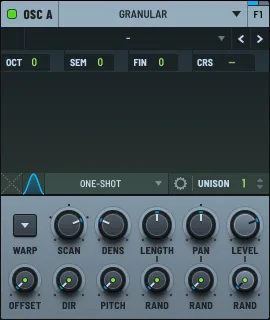 OSC A GRANULAR F1
-
OCT 0 SEM 0 FIN 0 CRS --
ONE-SHOT UNISON 1
WARP SCAN DENS LENGTH PAN LEVEL
OFFSET DIR PITCH RAND RAND RAND